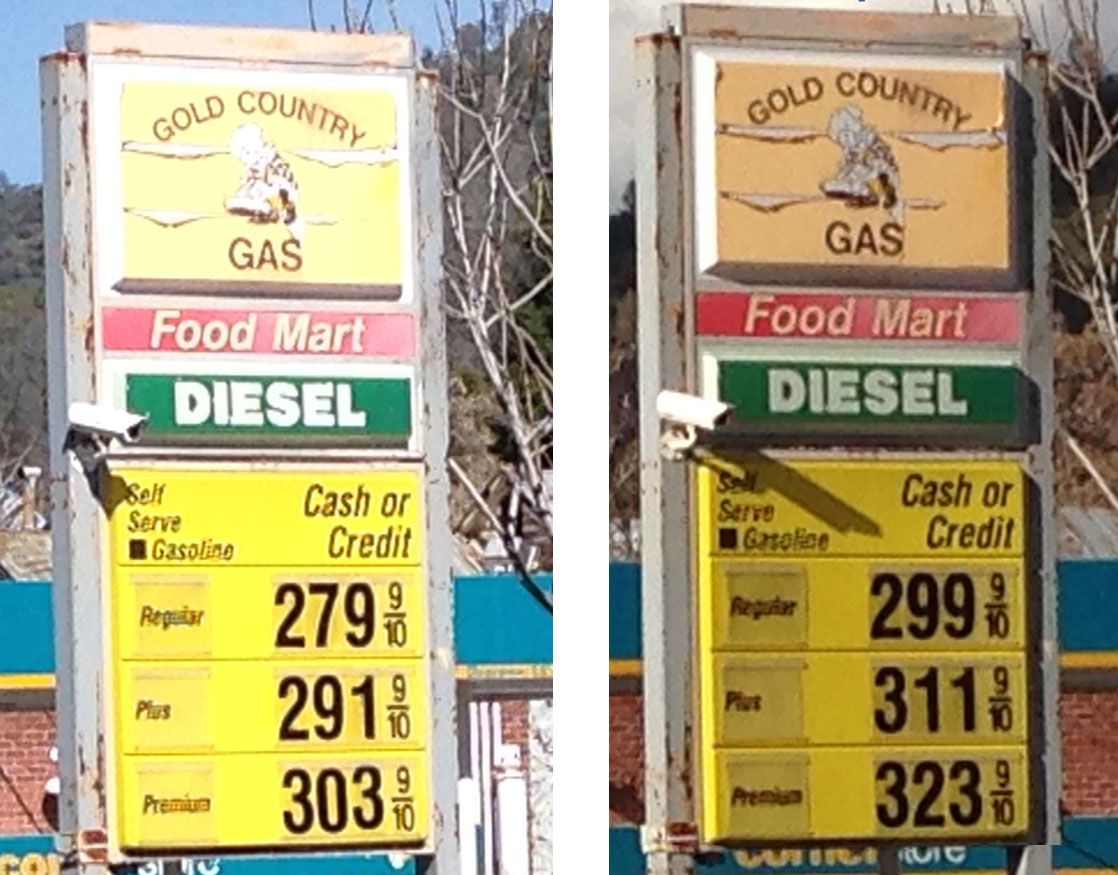 GOLD COUNTRY
GAS
Food Mart
DIESEL
Self
Serve
Gasoline
Cash or
Credit
Regular 279 9/10
Plus 291 9/10
Premium 303 9/10
GOLD COUNTRY
GAS
Food Mart
DIESEL
Self
Serve
Gasoline
Cash or
Credit
Regular 299 9/10
Plus 311 9/10
Premium 323 9/10